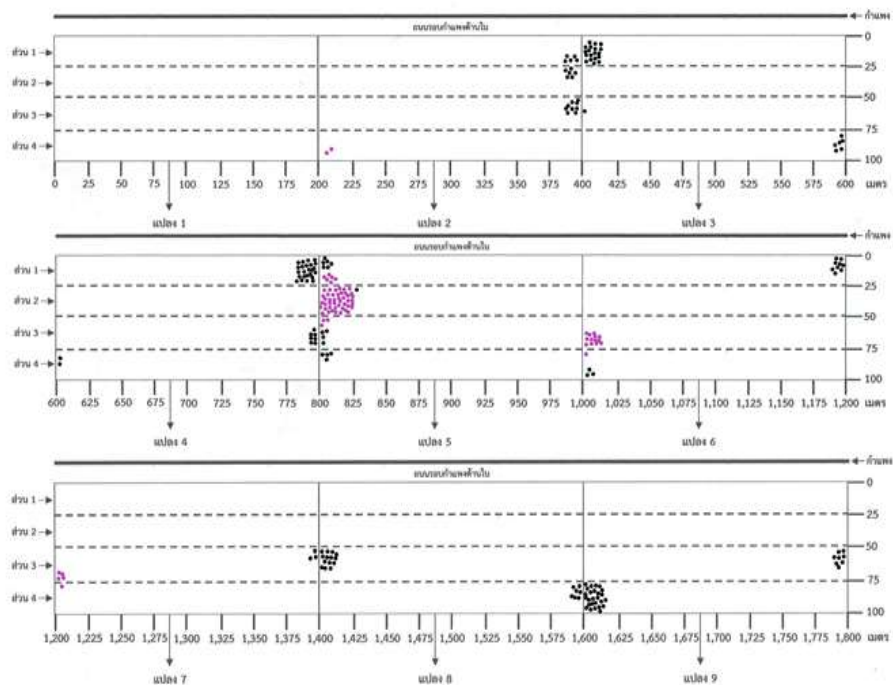 ← กำแพง
ถนนรอบกำแพงด้านใน
ส่วน 1
ส่วน 2
ส่วน 3
ส่วน 4
0
25
50
75
100
0 25 50 75 100 125 150 175 200 225 250 275 300 325 350 375 400 425 450 475 500 525 550 575 600 เมตร
แปลง 1 แปลง 2 แปลง 3
← กำแพง
ถนนรอบกำแพงด้านใน
ส่วน 1
ส่วน 2
ส่วน 3
ส่วน 4
0
25
50
75
100
600 625 650 675 700 725 750 775 800 825 850 875 900 925 950 975 1,000 1,025 1,050 1,075 1,100 1,125 1,150 1,175 1,200 เมตร
แปลง 4 แปลง 5 แปลง 6
← กำแพง
ถนนรอบกำแพงด้านใน
ส่วน 1
ส่วน 2
ส่วน 3
ส่วน 4
0
25
50
75
100
1,200 1,225 1,250 1,275 1,300 1,325 1,350 1,375 1,400 1,425 1,450 1,475 1,500 1,525 1,550 1,575 1,600 1,625 1,650 1,675 1,700 1,725 1,750 1,775 1,800 เมตร
แปลง 7 แปลง 8 แปลง 9